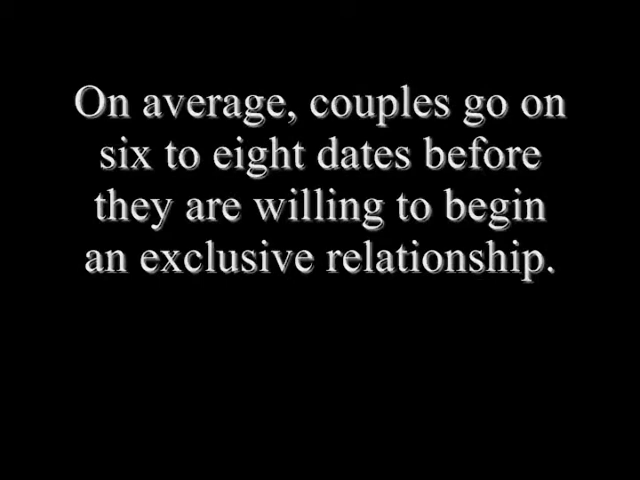 On average, couples go on
six to eight dates before
they are willing to begin
an exclusive relationship.